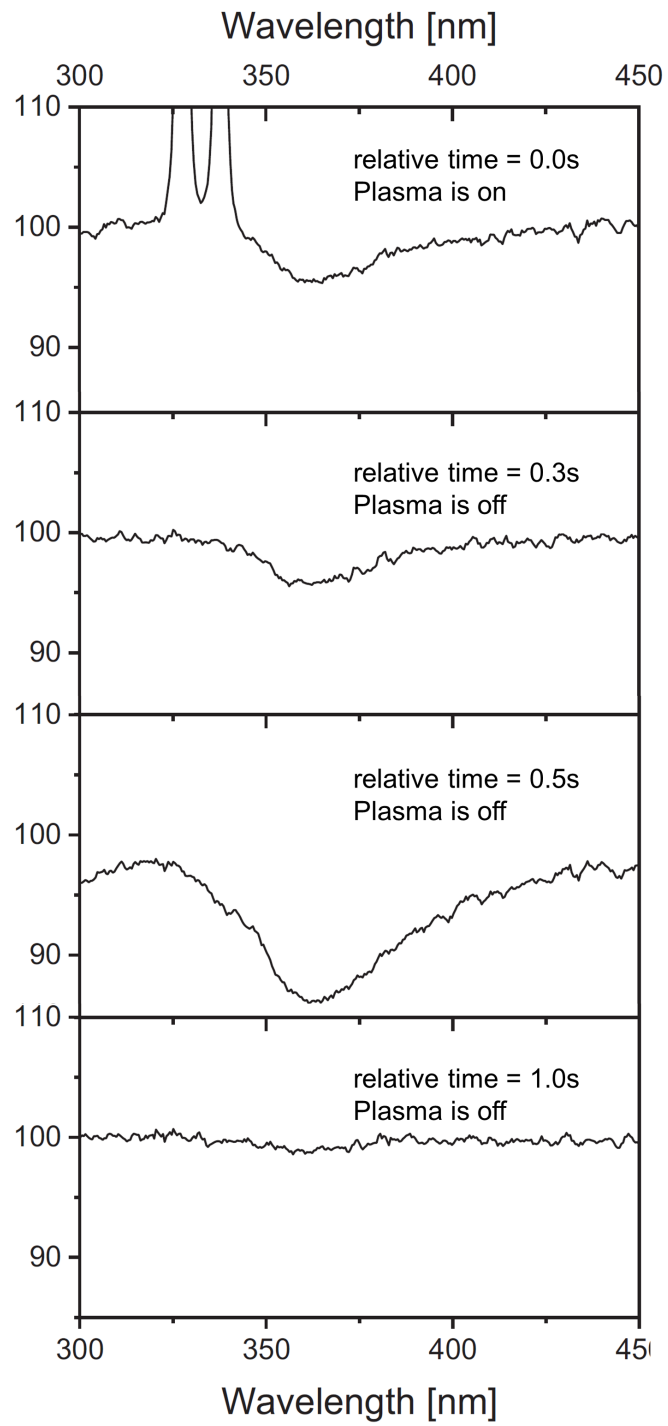 Wavelength [nm]
300 350 400 450
110
relative time = 0.0s
Plasma is on
100
90
110
relative time = 0.3s
Plasma is off
100
90
110
relative time = 0.5s
Plasma is off
100
90
110
relative time = 1.0s
Plasma is off
100
90
300 350 400 45
Wavelength [nm]